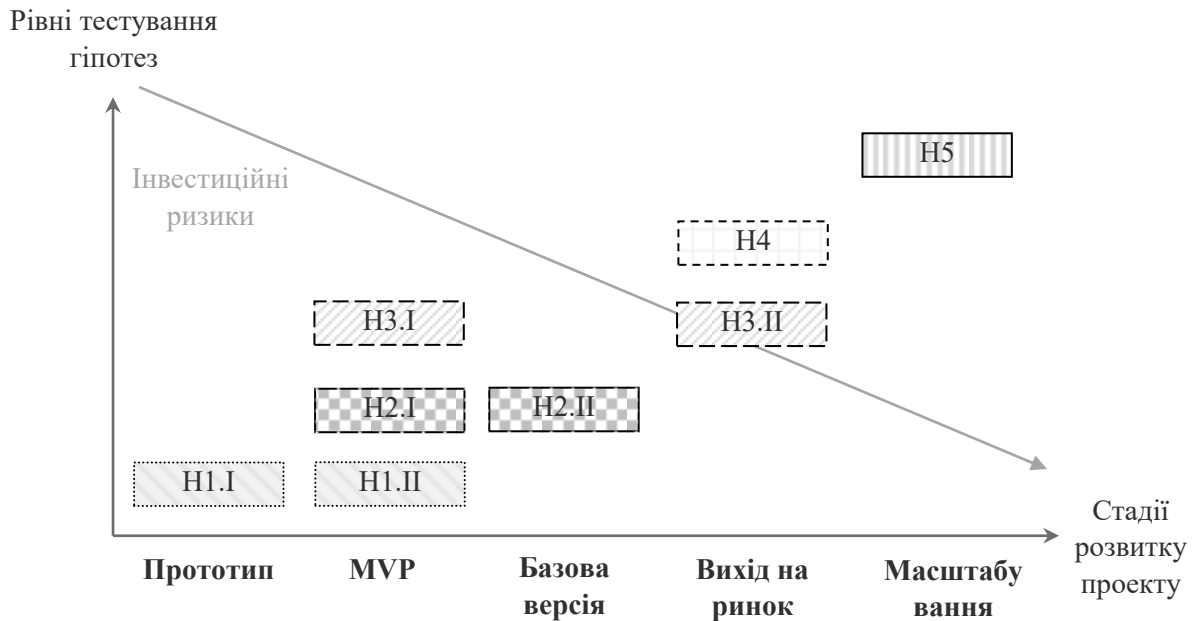 Рівні тестування
гіпотез
Інвестиційні
ризики
H5
H4
H3.I
H3.II
H2.I
H2.II
H1.I
H1.II
Прототип
MVP
Базова
версія
Вихід на
ринок
Масштабу
вання
Стадії
розвитку
проекту